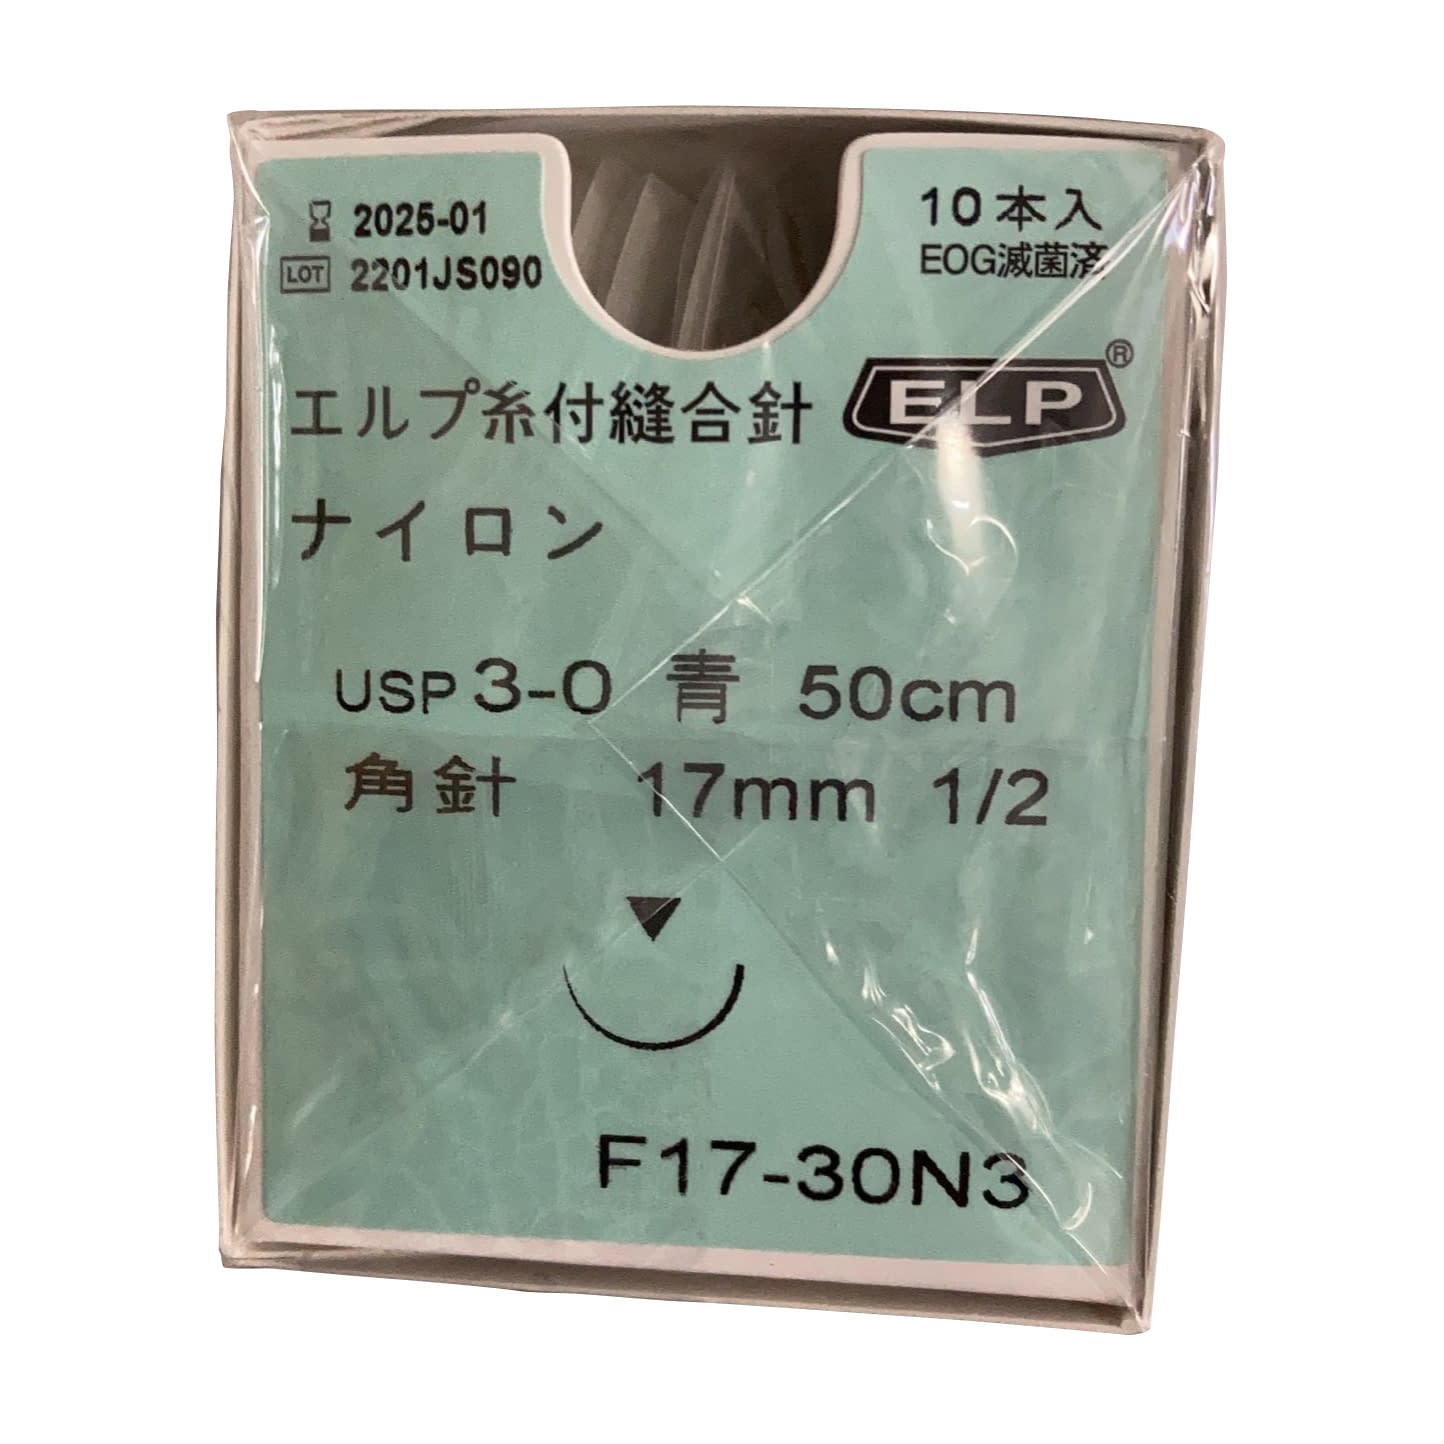 2025-01
LOT 2201JS090
10本入
EOG滅菌済
エルプ糸付縫合針
ELP®
ナイロン
USP 3-0 青 50cm
角針 17mm 1/2
F17-30N3